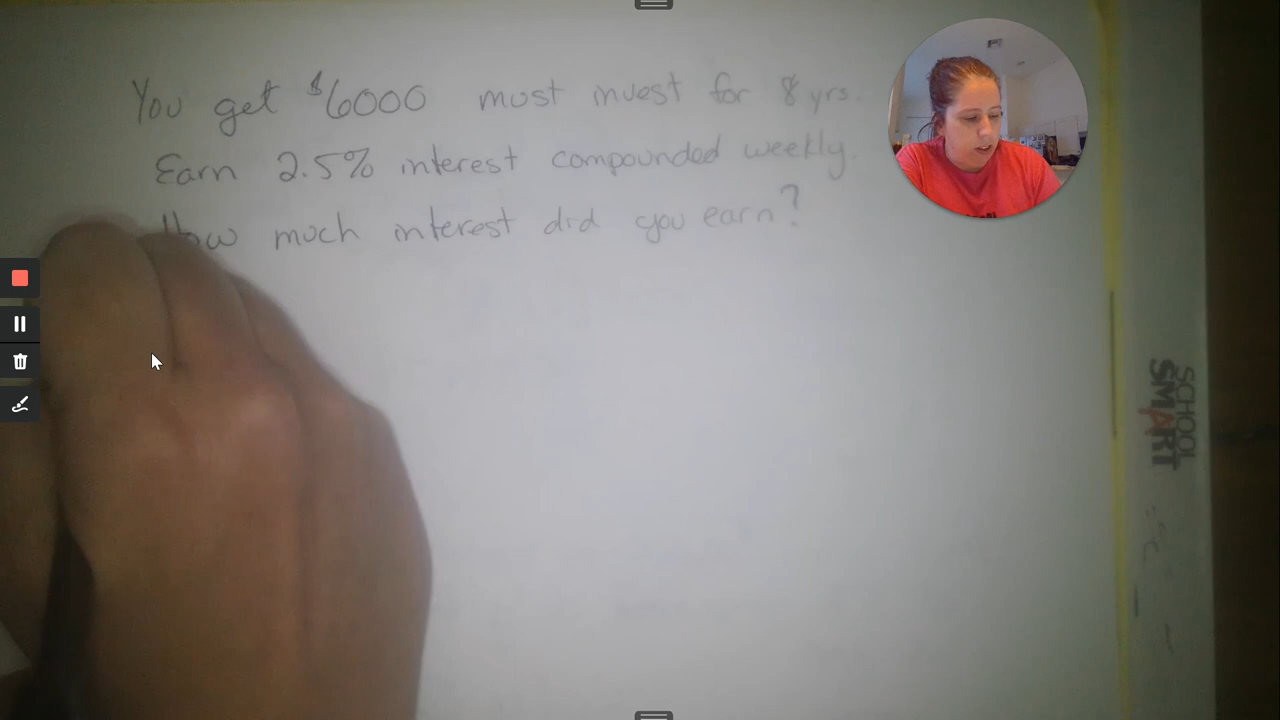 You get $6000 must invest for 8 yrs.
Earn 2.5% interest compounded weekly.
How much interest did you earn?
SCHOOL
SMART